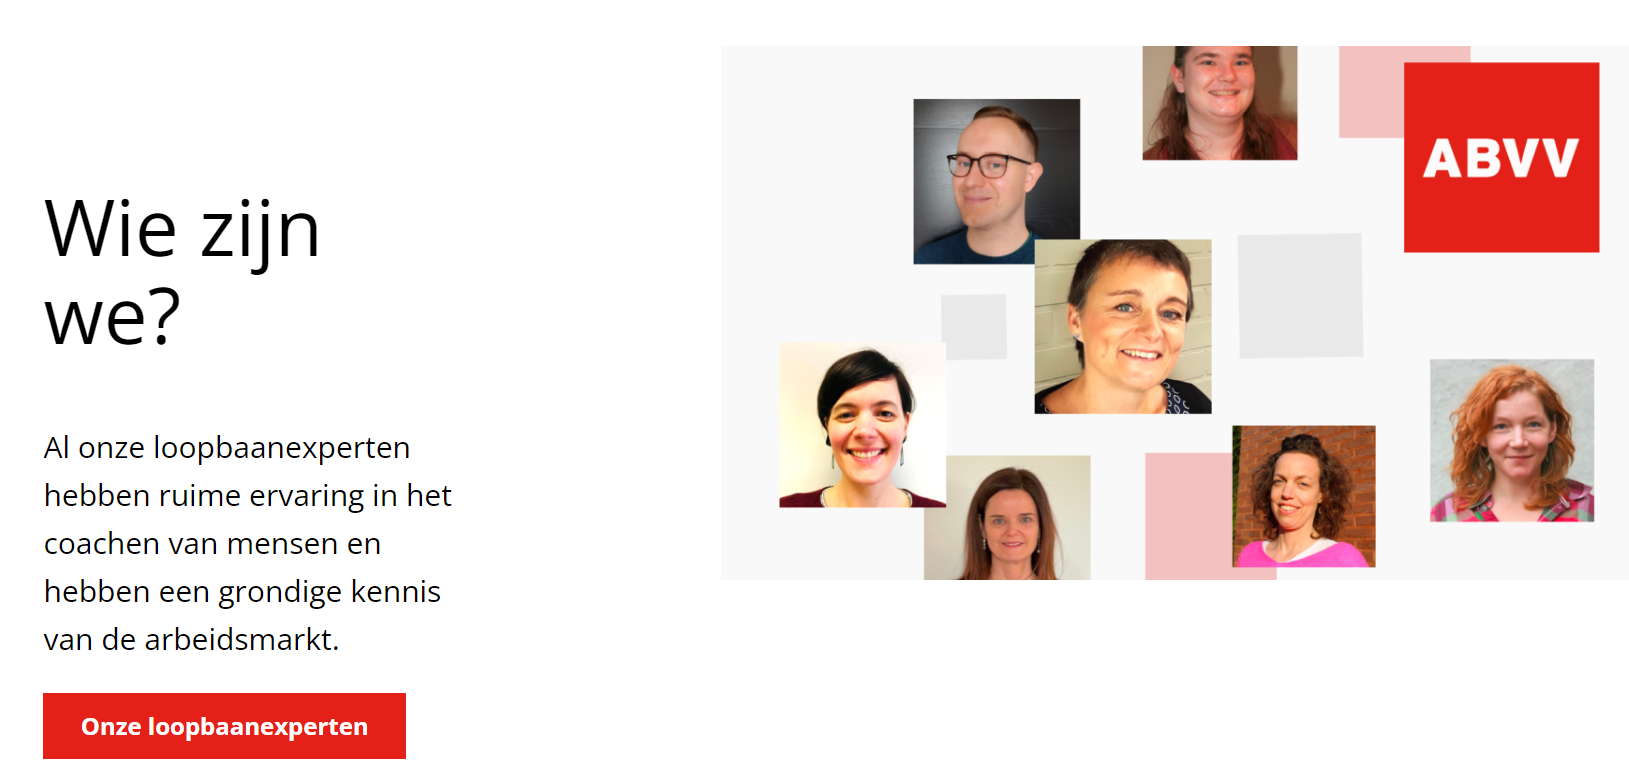 Wie zijn
we?
Al onze loopbaanexperten
hebben ruime ervaring in het
coachen van mensen en
hebben een grondige kennis
van de arbeidsmarkt.
Onze loopbaanexperten
ABVV